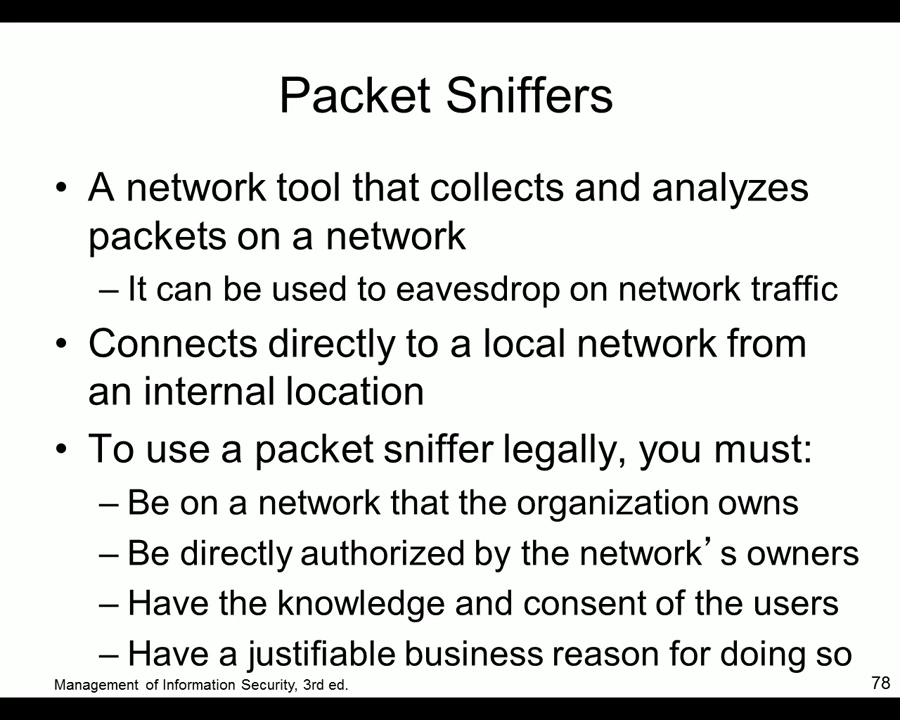 Packet Sniffers
• A network tool that collects and analyzes
packets on a network
– It can be used to eavesdrop on network traffic
• Connects directly to a local network from
an internal location
• To use a packet sniffer legally, you must:
– Be on a network that the organization owns
– Be directly authorized by the network’s owners
– Have the knowledge and consent of the users
– Have a justifiable business reason for doing so
Management of Information Security, 3rd ed.
78